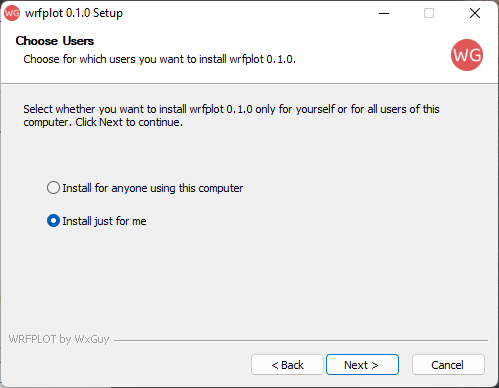 WG wrfplot 0.1.0 Setup
Choose Users
Choose for which users you want to install wrfplot 0.1.0.
WG
Select whether you want to install wrfplot 0.1.0 only for yourself or for all users of this
computer. Click Next to continue.
Install for anyone using this computer
Install just for me
WRFPLOT by WxGuy
< Back Next > Cancel